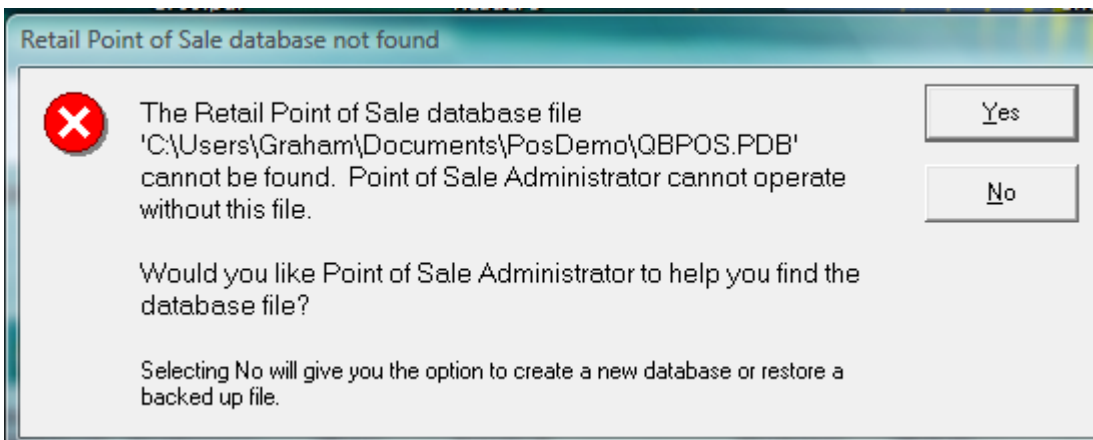 Retail Point of Sale database not found
The Retail Point of Sale database file
'C:\Users\Graham\Documents\PosDemo\QBPOS.PDB'
cannot be found. Point of Sale Administrator cannot operate
without this file.
Yes
No
Would you like Point of Sale Administrator to help you find the
database file?
Selecting No will give you the option to create a new database or restore a
backed up file.